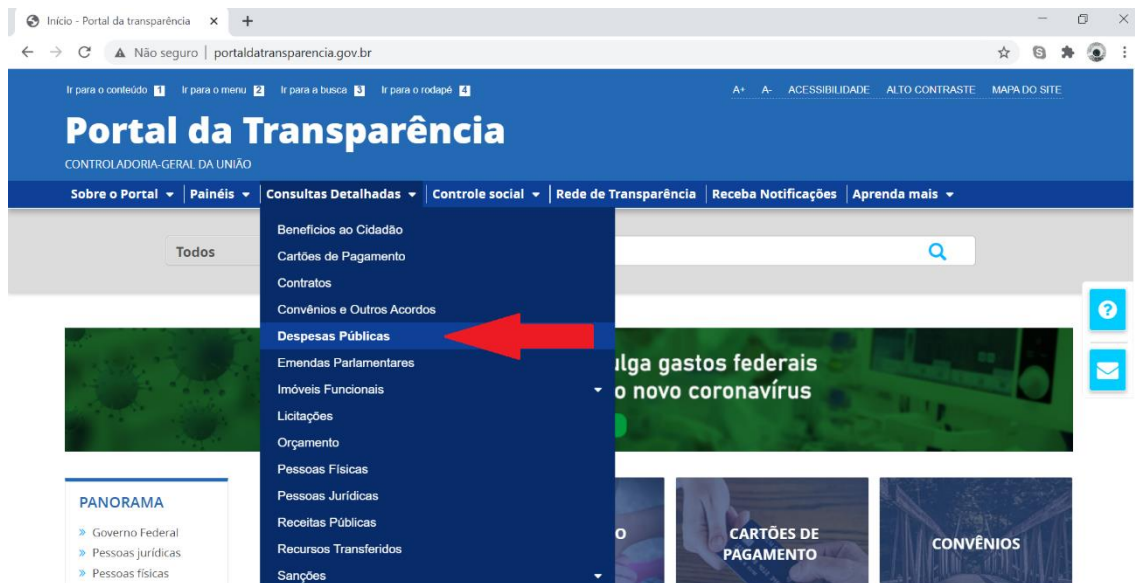 Início - Portal da transparência
Não seguro | portaldatransparencia.gov.br
Ir para o conteúdo 1 Ir para o menu 2 Ir para a busca 3 Ir para o rodapé 4 A+ A- ACESSIBILIDADE ALTO CONTRASTE MAPA DO SITE
Portal da Transparência
CONTROLADORIA-GERAL DA UNIÃO
Sobre o Portal Painéis Consultas Detalhadas Controle social Rede de Transparência Receba Notificações Aprenda mais
Todos
Benefícios ao Cidadão
Cartões de Pagamento
Contratos
Convênios e Outros Acordos
Despesas Públicas
Emendas Parlamentares
Imóveis Funcionais
Licitações
Orçamento
Pessoas Físicas
Pessoas Jurídicas
Receitas Públicas
Recursos Transferidos
Sanções
ulga gastos federais
o novo coronavírus
PANORAMA
» Governo Federal
» Pessoas jurídicas
» Pessoas físicas
O
CARTÕES DE
PAGAMENTO
CONVÊNIOS